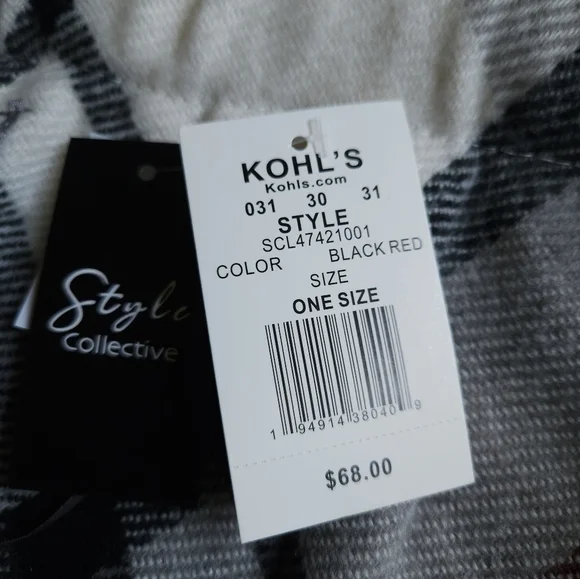 Style
Collective
KOHL'S
Kohls.com
031 30 31
STYLE
SCL47421001
COLOR BLACK RED
SIZE
ONE SIZE
1 94914 38040 9
$68.00